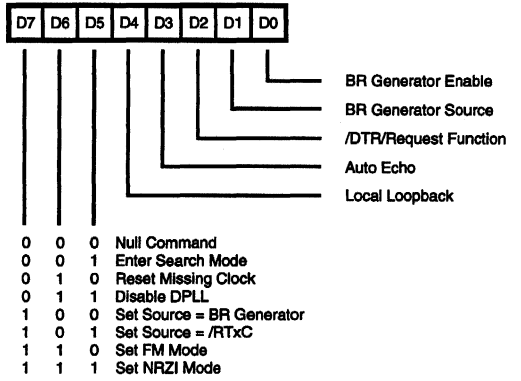 D7 D6 D5 D4 D3 D2 D1 D0
BR Generator Enable
BR Generator Source
/DTR/Request Function
Auto Echo
Local Loopback
0 0 0 Null Command
0 0 1 Enter Search Mode
0 1 0 Reset Missing Clock
0 1 1 Disable DPLL
1 0 0 Set Source = BR Generator
1 0 1 Set Source = /RTxC
1 1 0 Set FM Mode
1 1 1 Set NRZI Mode